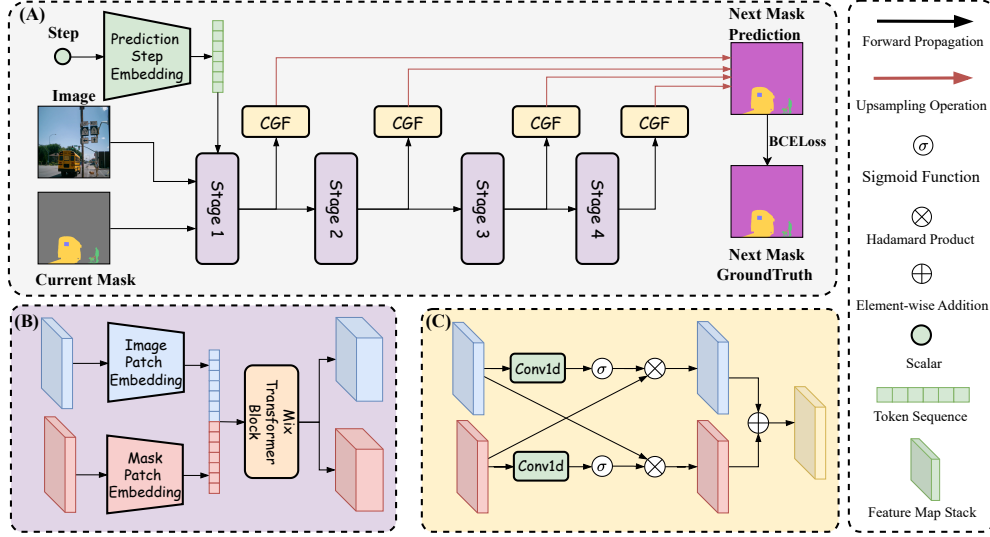 (A)
Step
Prediction
Step
Embedding
Image
Current Mask
Stage 1
Stage 2
Stage 3
Stage 4
CGF
CGF
CGF
CGF
Next Mask
Prediction
BCELoss
Next Mask
GroundTruth
(B)
Image
Patch
Embedding
Mask
Patch
Embedding
Mix
Transformer
Block
(C)
Conv1d
σ
Conv1d
σ
Forward Propagation
Upsampling Operation
σ
Sigmoid Function
Hadamard Product
Element-wise Addition
Scalar
Token Sequence
Feature Map Stack